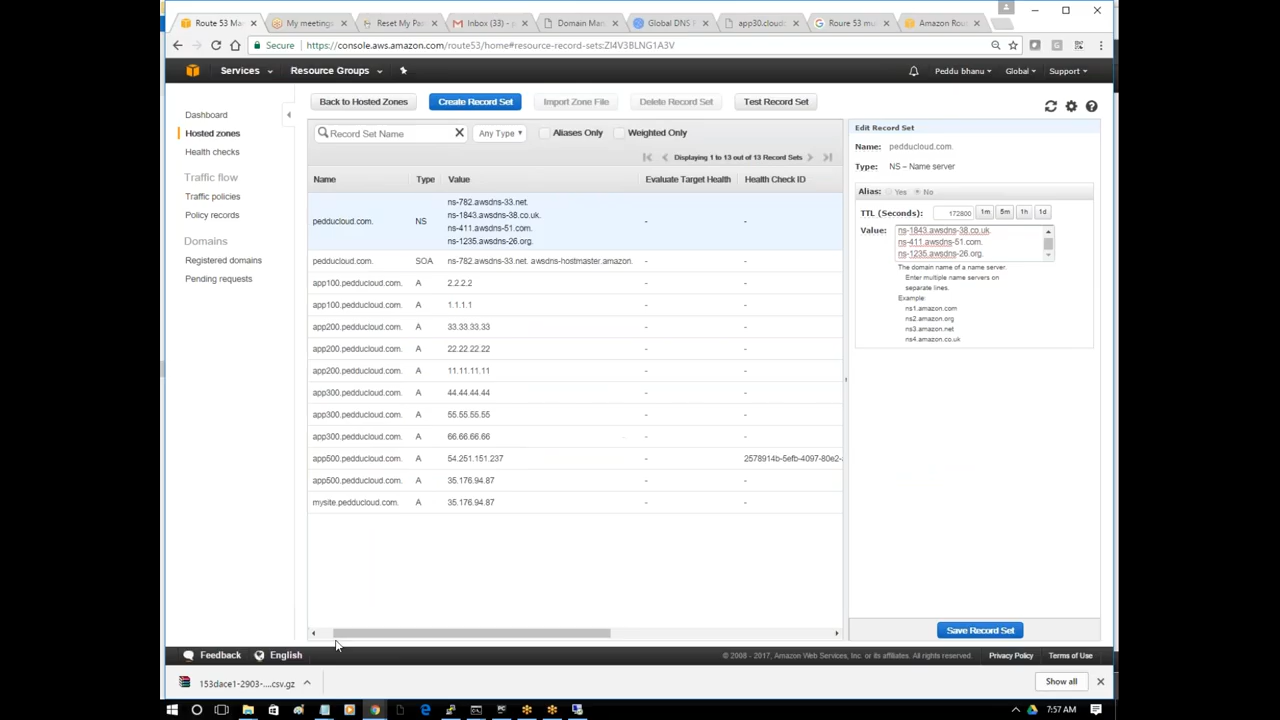 Route 53 Ma
My meetings
Reset My Pa
Inbox (33) -
Domain Man
Global DNS P
app30.cloud
Roure 53 mu
Amazon Rou
Secure
https://console.aws.amazon.com/route53/home#resource-record-sets:ZI4V3BLNG1A3V
Services
Resource Groups
Peddu bhanu
Global
Support
Dashboard
Hosted zones
Health checks
Traffic flow
Traffic policies
Policy records
Domains
Registered domains
Pending requests
Back to Hosted Zones
Create Record Set
Import Zone File
Delete Record Set
Test Record Set
Record Set Name
Any Type
Aliases Only
Weighted Only
Displaying 1 to 13 out of 13 Record Sets
Name Type Value Evaluate Target Health Health Check ID
pedducloud.com. NS ns-782.awsdns-33.net. - -
ns-1843.awsdns-38.co.uk.
ns-411.awsdns-51.com.
ns-1235.awsdns-26.org.
pedducloud.com. SOA ns-782.awsdns-33.net. awsdns-hostmaster.amazon. - -
app100.pedducloud.com. A 2.2.2.2 - -
app100.pedducloud.com. A 1.1.1.1 - -
app200.pedducloud.com. A 33.33.33.33 - -
app200.pedducloud.com. A 22.22.22.22 - -
app200.pedducloud.com. A 11.11.11.11 - -
app300.pedducloud.com. A 44.44.44.44 - -
app300.pedducloud.com. A 55.55.55.55 - -
app300.pedducloud.com. A 66.66.66.66 - -
app500.pedducloud.com. A 54.251.151.237 - 2578914b-5efb-4097-80e2-
app500.pedducloud.com. A 35.176.94.87 - -
mysite.pedducloud.com. A 35.176.94.87 - -
Edit Record Set
Name: pedducloud.com.
Type: NS – Name server
Alias: Yes No
TTL (Seconds): 172800 1m 5m 1h 1d
Value: ns-1843.awsdns-38.co.uk.
ns-411.awsdns-51.com.
ns-1235.awsdns-26.org.
The domain name of a name server.
Enter multiple name servers on
separate lines.
Example:
ns1.amazon.com
ns2.amazon.org
ns3.amazon.net
ns4.amazon.co.uk
Save Record Set
Feedback
English
© 2008 - 2017, Amazon Web Services, Inc. or its affiliates. All rights reserved.
Privacy Policy
Terms of Use
153dace1-2903-....csv.gz
Show all
7:57 AM